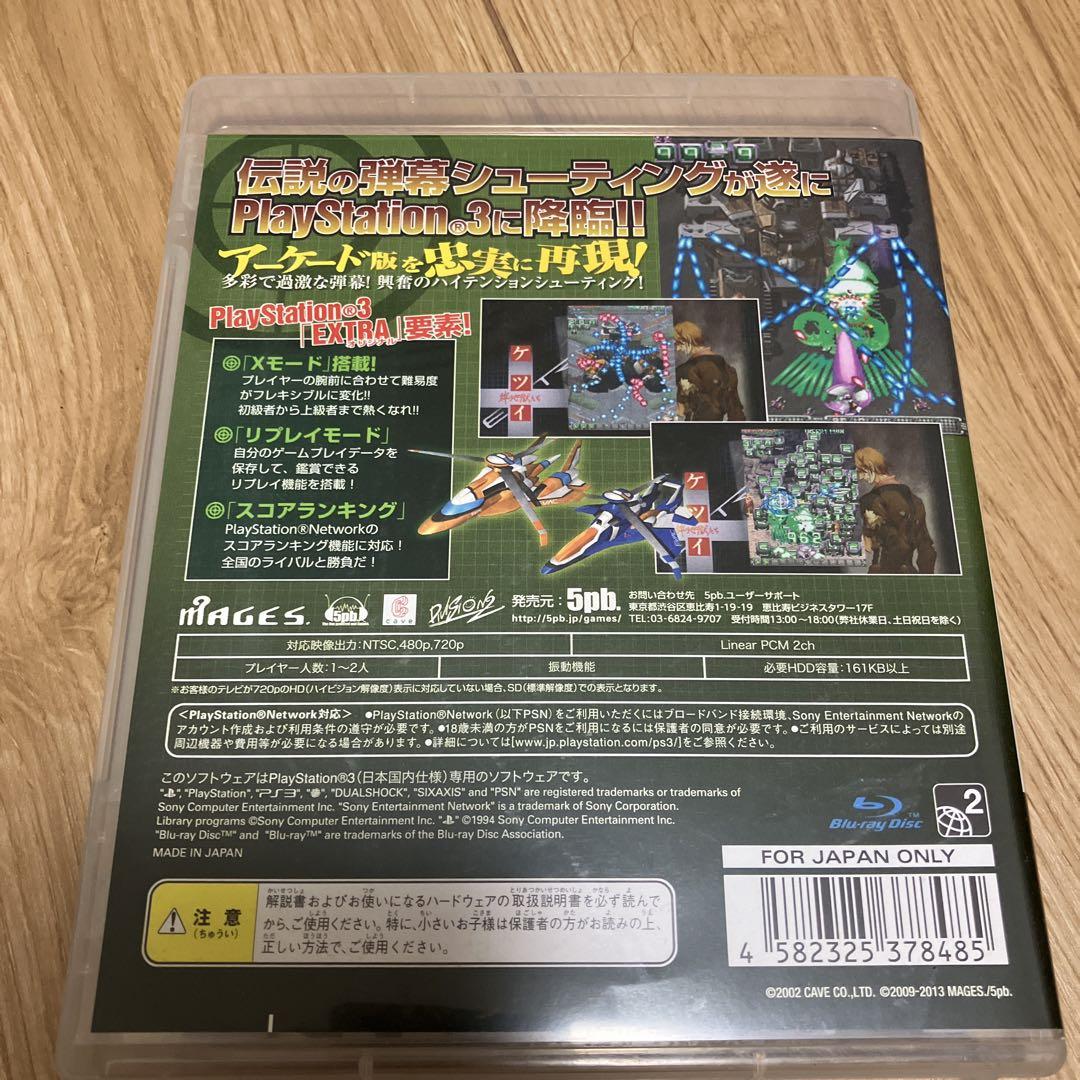 伝説の弾幕シューティングが遂に
PlayStation®3に降臨!!
アーケード版を忠実に再現!
多彩で過激な弾幕! 興奮のハイテンションシューティング!
PlayStation®3
「EXTRA」要素!
オリジナル
「Xモード」搭載!
プレイヤーの腕前に合わせて難易度
がフレキシブルに変化!!
初級者から上級者まで熱くなれ!!
「リプレイモード」
自分のゲームプレイデータを
保存して、鑑賞できる
リプレイ機能を搭載!
「スコアランキング」
PlayStation®Networkの
スコアランキング機能に対応!
全国のライバルと勝負だ!
ケツイ
絆地獄たち
ケツイ
絆地獄たち
962
MAGES.
5pb.
cave
発売元: 5pb.
お問い合わせ先 5pb.ユーザーサポート
東京都渋谷区恵比寿1-19-19 恵比寿ビジネスタワー17F
http://5pb.jp/games/ TEL:03-6824-9707 受付時間13:00〜18:00(弊社休業日、土日祝日を除く)
対応映像出力:NTSC,480p,720p
Linear PCM 2ch
プレイヤー人数:1〜2人
振動機能
必要HDD容量:161KB以上
※お客様のテレビが720pのHD(ハイビジョン解像度)表示に対応していない場合、SD(標準解像度)での表示となります。
<PlayStation®Network対応> ●PlayStation®Network(以下PSN)をご利用いただくにはブロードバンド接続環境、Sony Entertainment Networkの
アカウント作成および利用条件の遵守が必要です。●18歳未満の方がPSNをご利用になるには保護者の同意が必要です。●ご利用のサービスによっては別途
周辺機器や費用等が必要になる場合があります。●詳細については[www.jp.playstation.com/ps3/]をご参照ください。
このソフトウェアはPlayStation®3(日本国内仕様)専用のソフトウェアです。
"", "PlayStation", "PS3", "", "DUALSHOCK", "SIXAXIS" and "PSN" are registered trademarks or trademarks of
Sony Computer Entertainment Inc. "Sony Entertainment Network" is a trademark of Sony Corporation.
Library programs ©Sony Computer Entertainment Inc. "" ©1994 Sony Computer Entertainment Inc.
"Blu-ray Disc™" and "Blu-ray™" are trademarks of the Blu-ray Disc Association.
MADE IN JAPAN
Blu-ray Disc™
2
FOR JAPAN ONLY
注意
(ちゅうい)
解説書およびお使いになるハードウェアの取扱説明書を必ず読んで
から、ご使用ください。特に、小さいお子様は保護者の方がお読みの上、
正しい方法で、ご使用ください。
4 582325 378485
©2002 CAVE CO.,LTD. ©2009-2013 MAGES./5pb.